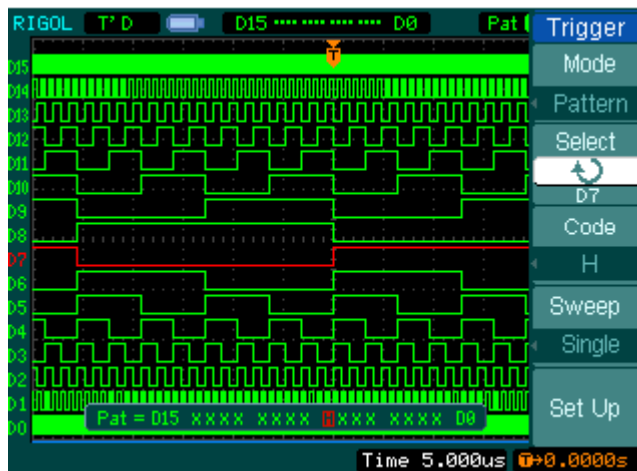 RIGOL T'D D15 ···· ···· ···· ···· D0 Pat
Trigger
Mode
Pattern
Select
D7
Code
H
Sweep
Single
Set Up
D15
D14
D13
D12
D11
D10
D9
D8
D7
D6
D5
D4
D3
D2
D1
D0
T
Pat = D15 XXXX XXXX HXXX XXXX D0
Time 5.000us T→0.0000s